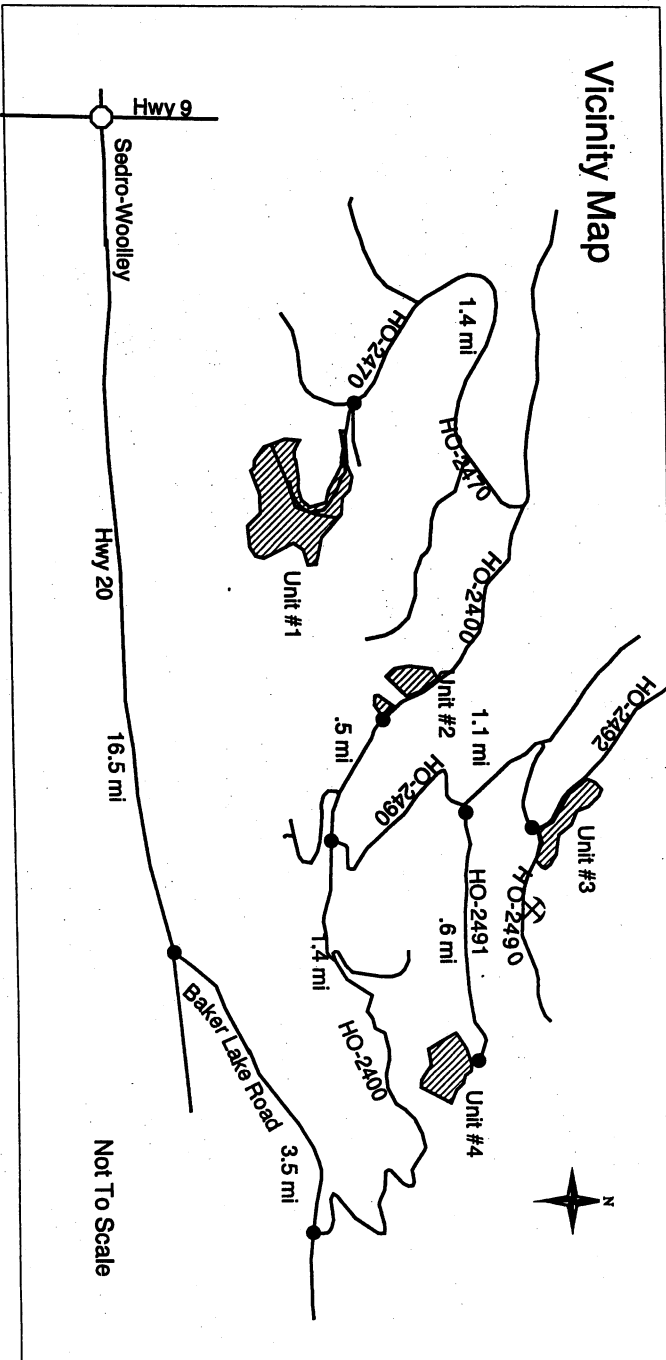 Vicinity Map
N
HO-2492
Unit #3
HO-2490
1.4 mi
HO-2470
HO-2470
HO-2400
1.1 mi
Unit #2
HO-2491
.6 mi
Unit #4
HO-2490
.5 mi
Unit #1
1.4 mi
HO-2400
Hwy 9
Sedro-Woolley
Hwy 20
16.5 mi
Baker Lake Road
3.5 mi
Not To Scale